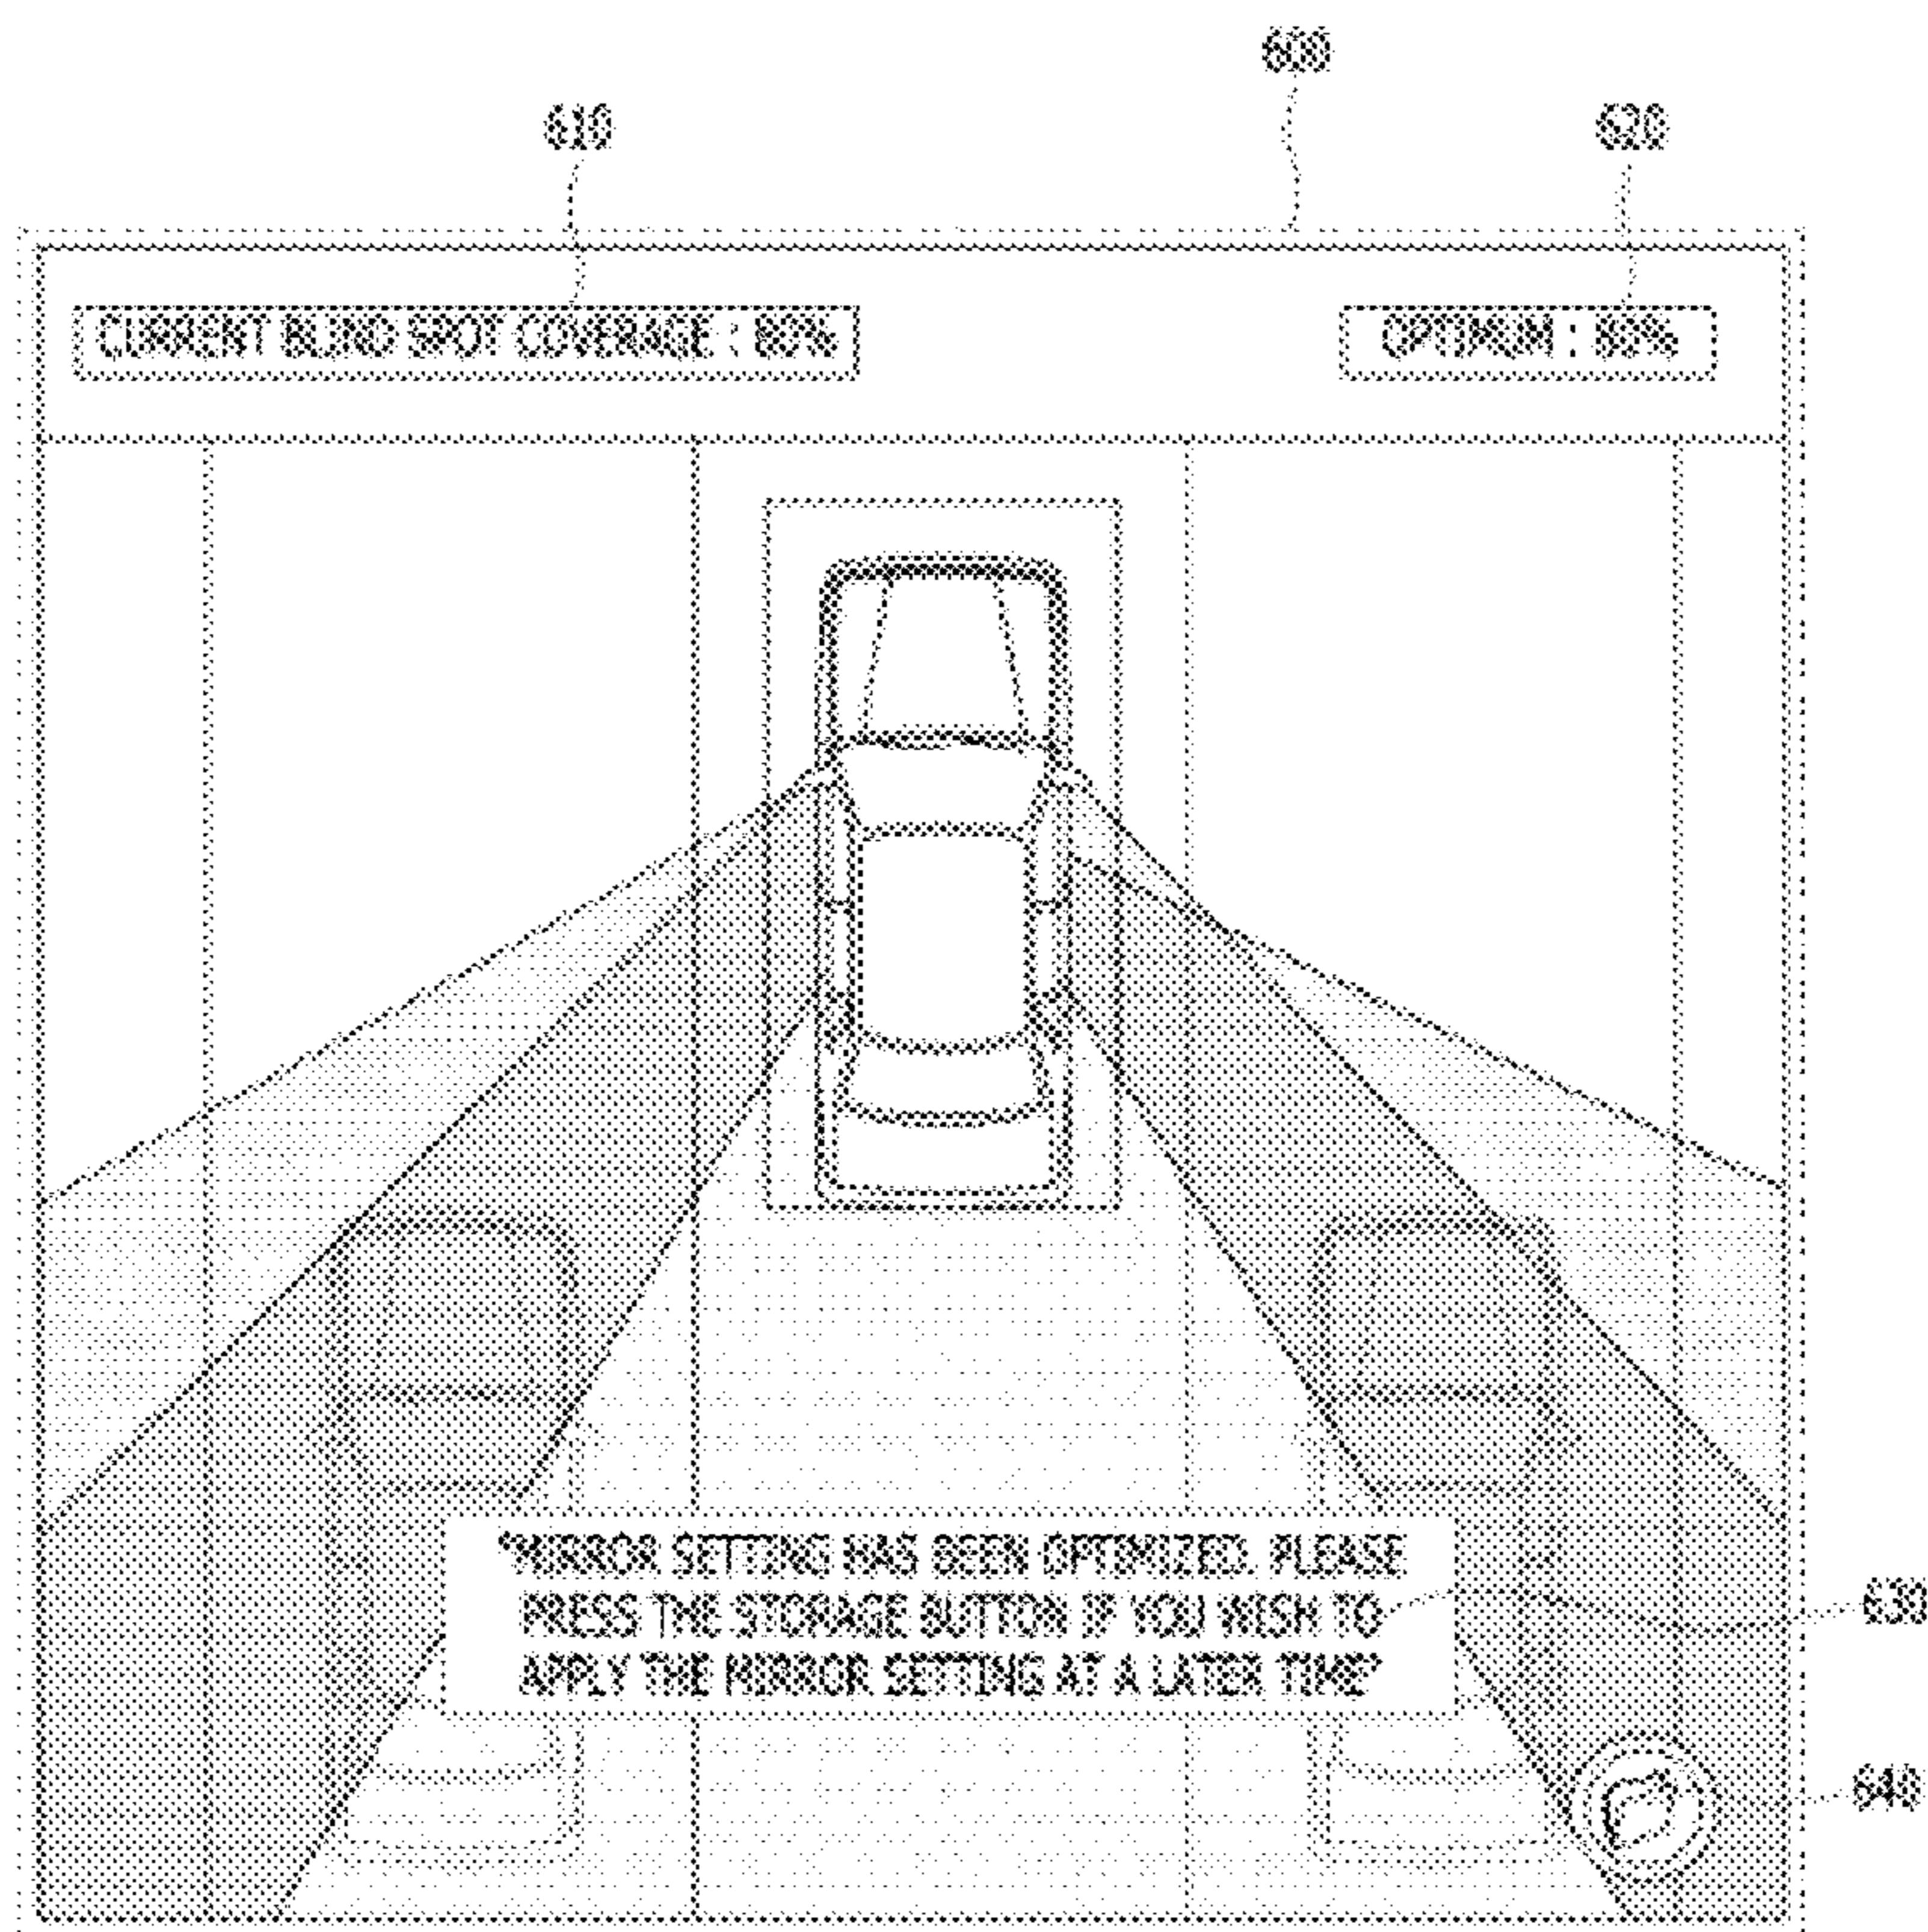 600
610
620
CURRENT BLIND SPOT COVERAGE : 80%
OPTIMUM : 80%
"MIRROR SETTING HAS BEEN OPTIMIZED. PLEASE
PRESS THE STORAGE BUTTON IF YOU WISH TO
APPLY THE MIRROR SETTING AT A LATER TIME"
630
640